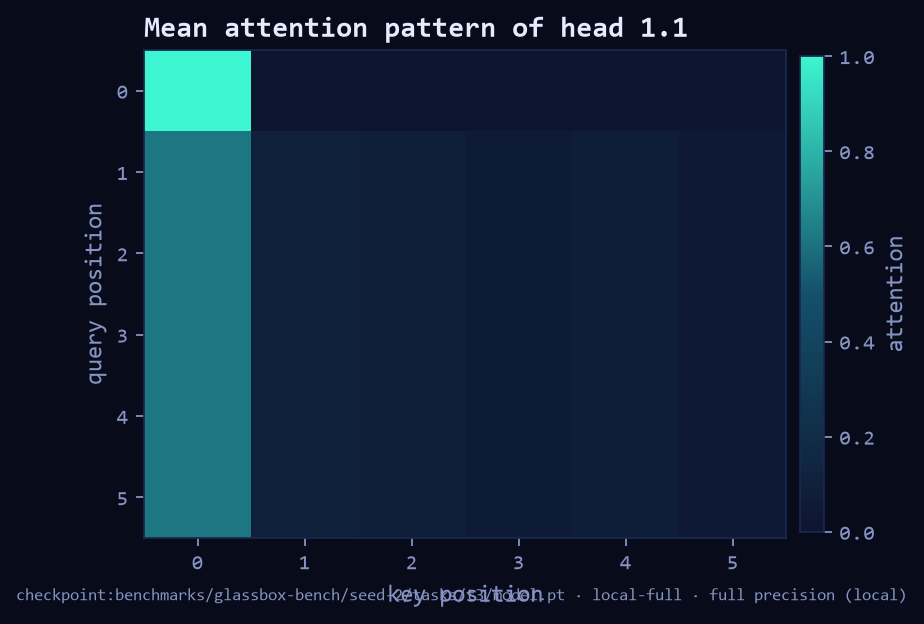 Mean attention pattern of head 1.1
query position
0
1
2
3
4
5
0 1 2 3 4 5
key position
1.0
0.8
0.6
0.4
0.2
0.0
attention
checkpoint:benchmarks/glassbox-bench/seed- .pt · local-full · full precision (local)